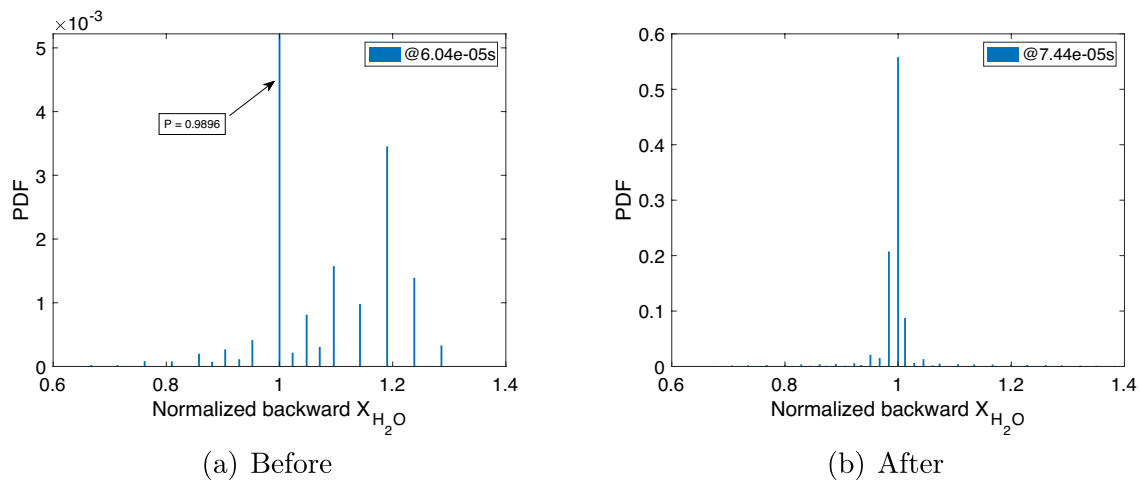 ×10⁻³
5
4
3
2
1
0
0.6 0.8 1 1.2 1.4
PDF
Normalized backward X_H₂O
@6.04e-05s
P = 0.9896
(a) Before
0.6
0.5
0.4
0.3
0.2
0.1
0
0.6 0.8 1 1.2 1.4
PDF
Normalized backward X_H₂O
@7.44e-05s
(b) After